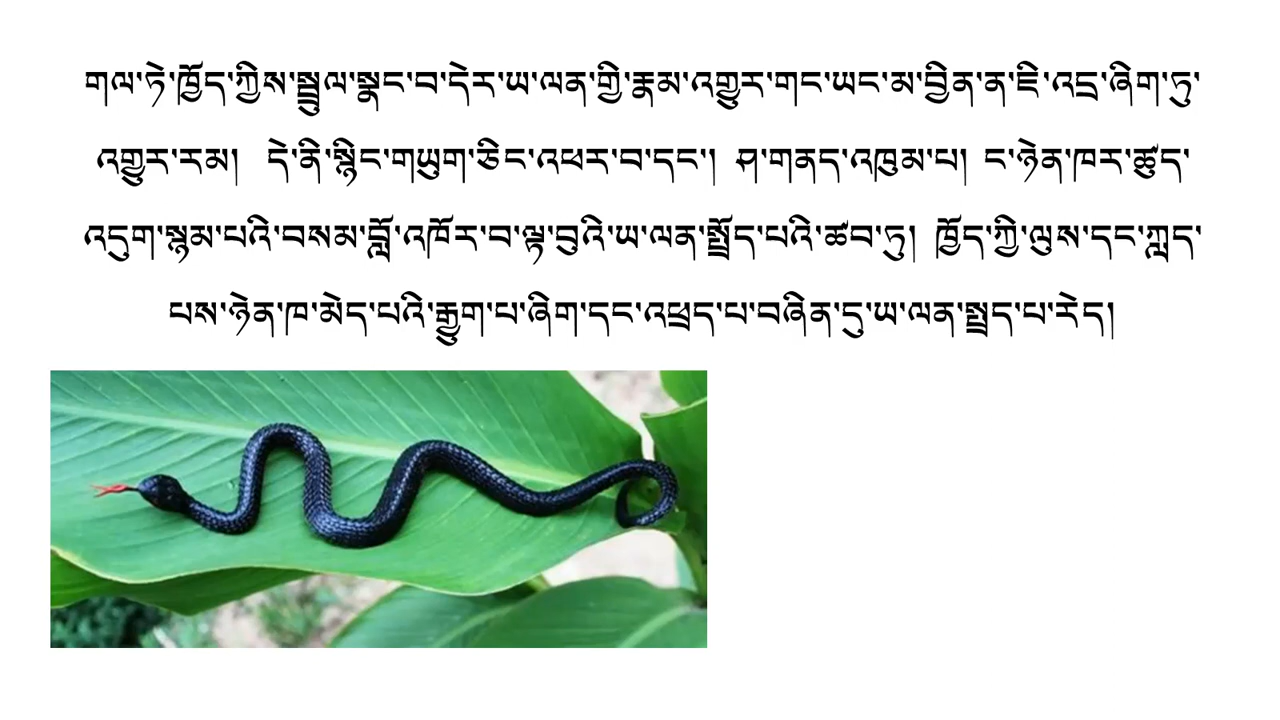 གལ་ཏེ་ཁྱོད་ཀྱིས་སྦྲུལ་སྣང་བ་དེར་ཡ་ལན་གྱི་རྣམ་འགྱུར་གང་ཡང་མ་བྱིན་ན་ཇི་འདྲ་ཞིག་ཏུ་
འགྱུར་རམ། དེ་ནི་སྙིང་གཡུག་ཅིང་འཕར་བ་དང་། ཤ་གནད་འཁུམ་པ། ང་ཉེན་ཁར་ཚུད་
འདུག་སྙམ་པའི་བསམ་བློ་འཁོར་བ་ལྟ་བུའི་ཡ་ལན་སྤྲོད་པའི་ཚབ་ཏུ། ཁྱོད་ཀྱི་ལུས་དང་ཀླད་
པས་ཉེན་ཁ་མེད་པའི་རྒྱུག་པ་ཞིག་དང་འཕྲད་པ་བཞིན་དུ་ཡ་ལན་སྤྲད་པ་རེད།